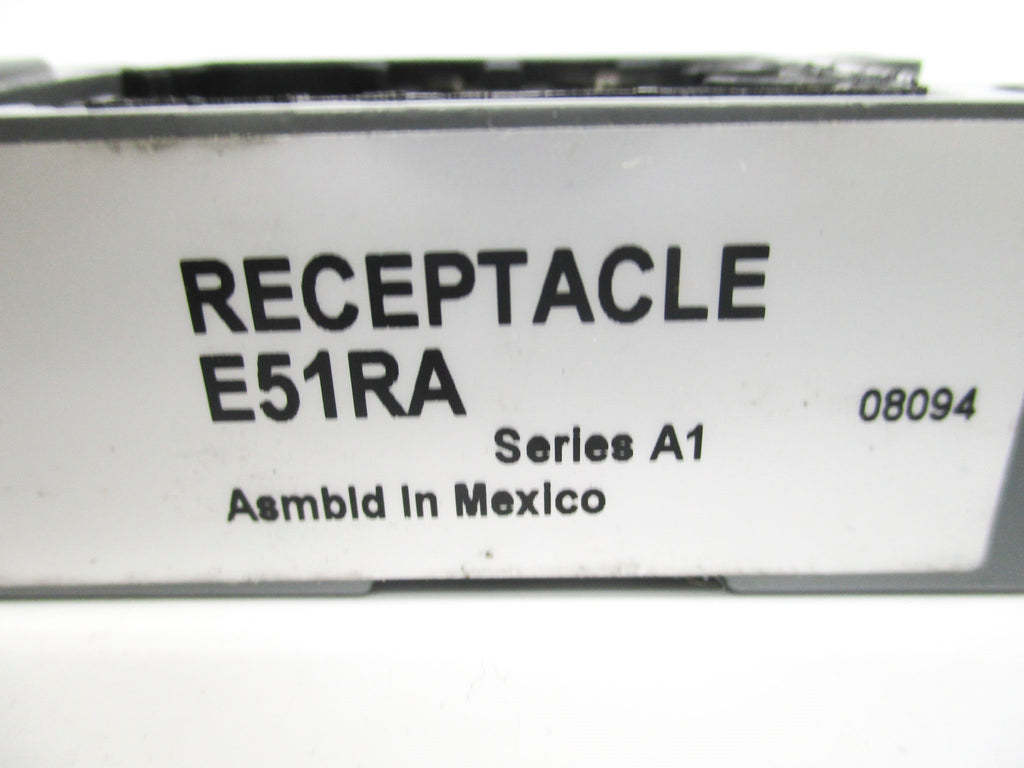 RECEPTACLE
E51RA
08094
Series A1
Asmbld In Mexico